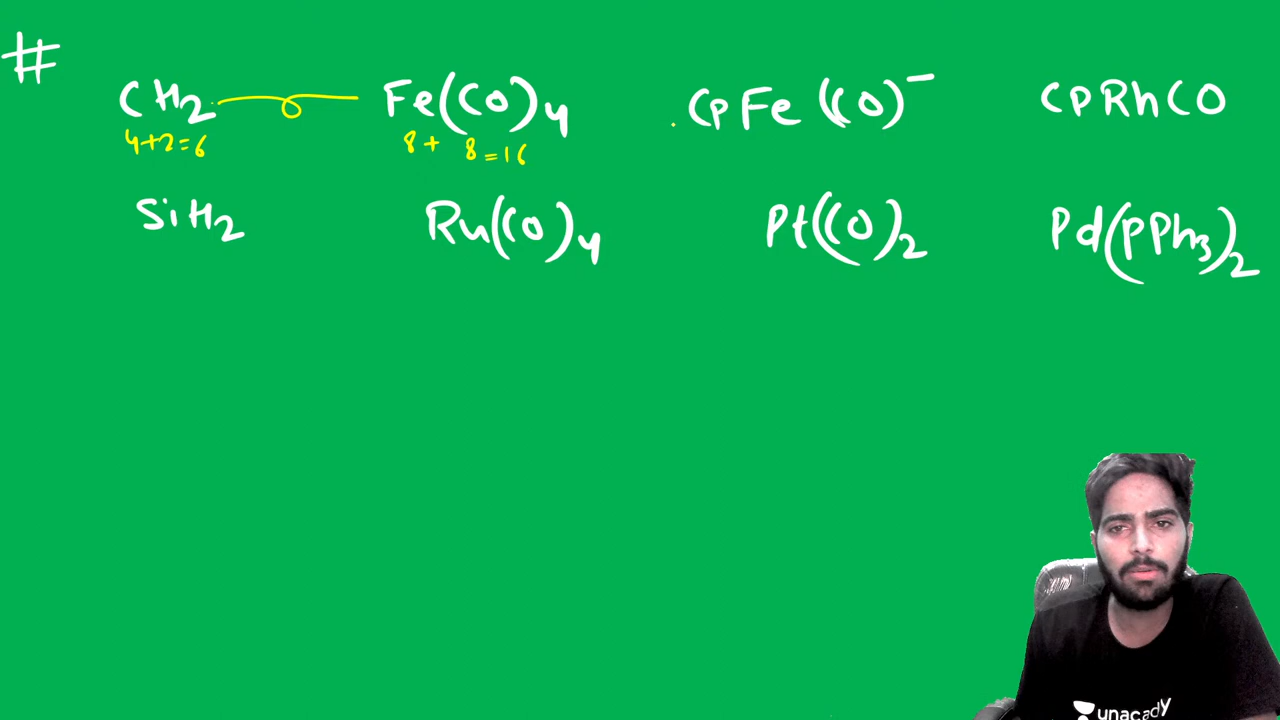 #
CH2 Fe(CO)4 CpFe(CO)− CpRhCO
4+2=6 8+ 8=16
SiH2 Ru(CO)4 Pt(CO)2 Pd(PPh3)2
unacady